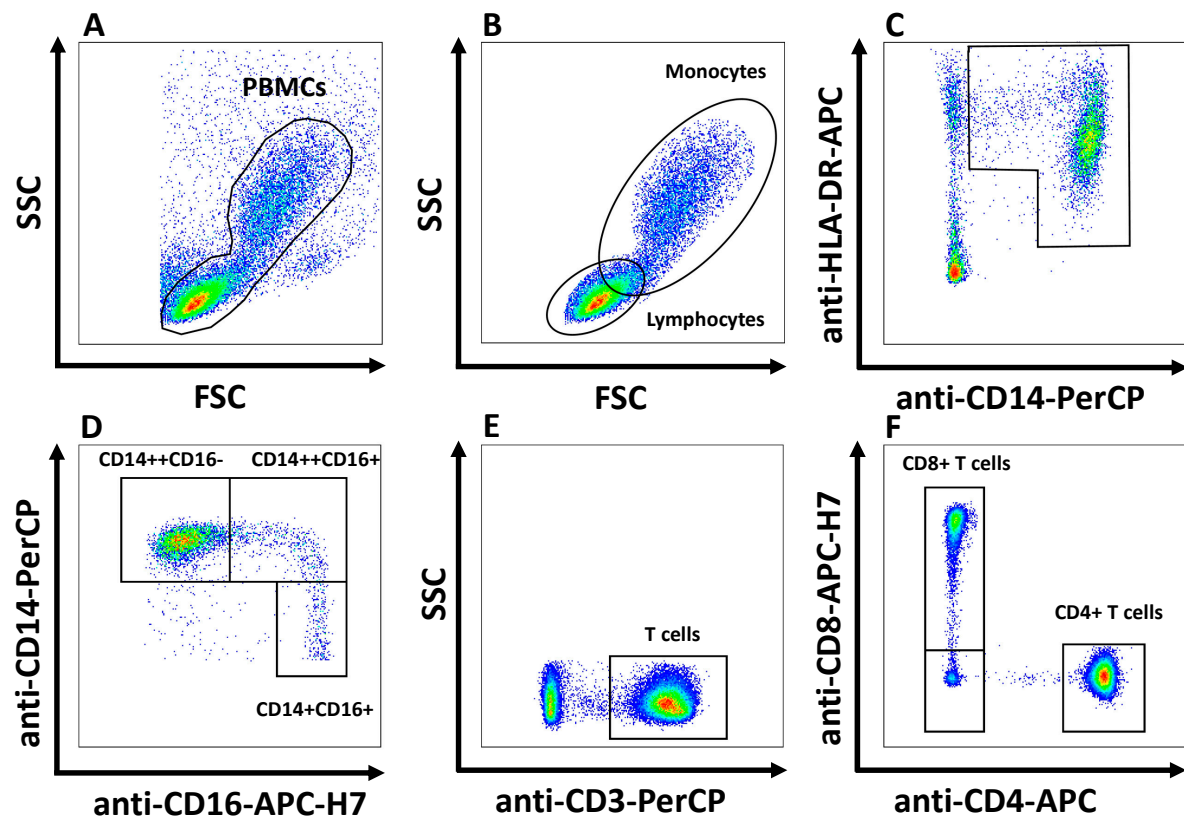 A
PBMCs
SSC
FSC
B
Monocytes
Lymphocytes
SSC
FSC
C
anti-HLA-DR-APC
anti-CD14-PerCP
D
CD14++CD16-
CD14++CD16+
CD14+CD16+
anti-CD14-PerCP
anti-CD16-APC-H7
E
T cells
SSC
anti-CD3-PerCP
F
CD8+ T cells
CD4+ T cells
anti-CD8-APC-H7
anti-CD4-APC